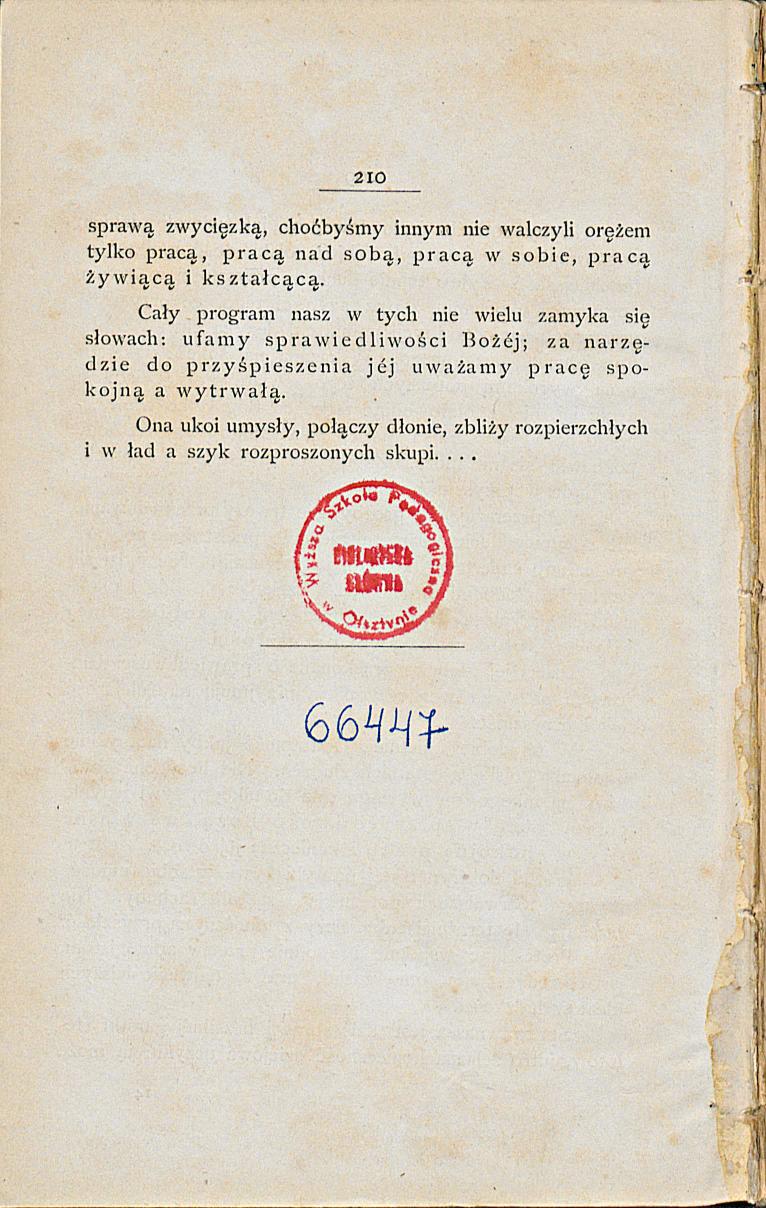 210
sprawą zwycięzką, choćbyśmy innym nie walczyli orężem
tylko pracą, pracą nad sobą, pracą w sobie, pracą
żywiącą i kształcącą.
Cały program nasz w tych nie wielu zamyka się
słowach: ufamy sprawiedliwości Bożéj; za narzę-
dzie do przyśpieszenia jéj uważamy pracę spo-
kojną a wytrwałą.
Ona ukoi umysły, połączy dłonie, zbliży rozpierzchłych
i w ład a szyk rozproszonych skupi. . . .
Wyższa Szkoła Pedagogiczna
w Olsztynie
BIBLIOTEKA
GŁÓWNA
66447